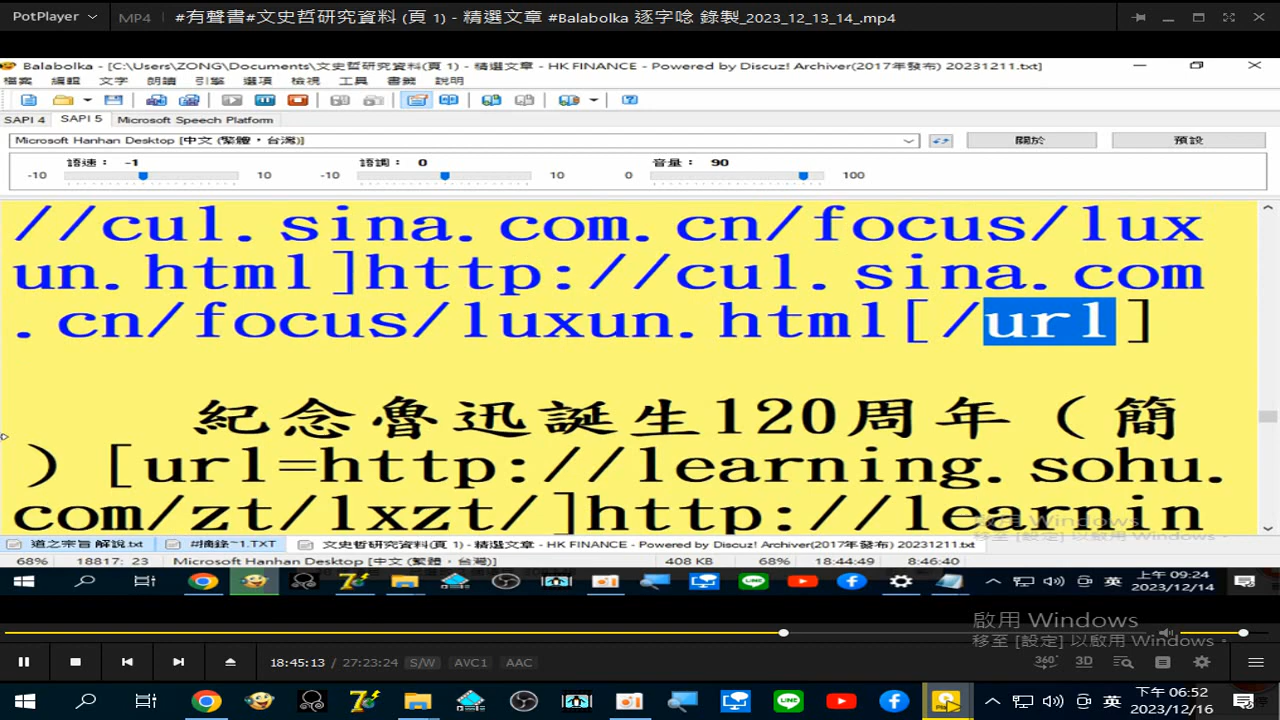 PotPlayer MP4 #有聲書#文史哲研究資料 (頁 1) - 精選文章 #Balabolka 逐字唸 錄製_2023_12_13_14_.mp4
Balabolka - [C:\Users\ZONG\Documents\文史哲研究資料(頁 1) - 精選文章 - HK FINANCE - Powered by Discuz! Archiver(2017年發布) 20231211.txt]
檔案 編輯 文字 朗讀 引擎 選項 檢視 工具 書籤 說明
SAPI 4 SAPI 5 Microsoft Speech Platform
Microsoft Hanhan Desktop [中文 (繁體，台灣)] 關於 預設
語速： -1 語調： 0 音量： 90
-10 10 -10 10 0 100
//cul.sina.com.cn/focus/lux
un.html]http://cul.sina.com
.cn/focus/luxun.html[/url]
紀念魯迅誕生120周年（簡
）[url=http://learning.sohu.
com/zt/lxzt/]http://learnin
啟用 Windows
移至 [設定] 以啟用 Windows。
道之宗旨 解說.txt #摘錄~1.TXT 文史哲研究資料(頁 1) - 精選文章 - HK FINANCE - Powered by Discuz! Archiver(2017年發布) 20231211.txt
68% 18817: 23 Microsoft Hanhan Desktop [中文 (繁體，台灣)] 408 KB 68% 18:44:49 8:46:40
英 上午 09:24
2023/12/14
啟用 Windows
移至 [設定] 以啟用 Windows。
18:45:13 / 27:23:24 S/W AVC1 AAC 360° 3D
英 下午 06:52
2023/12/16